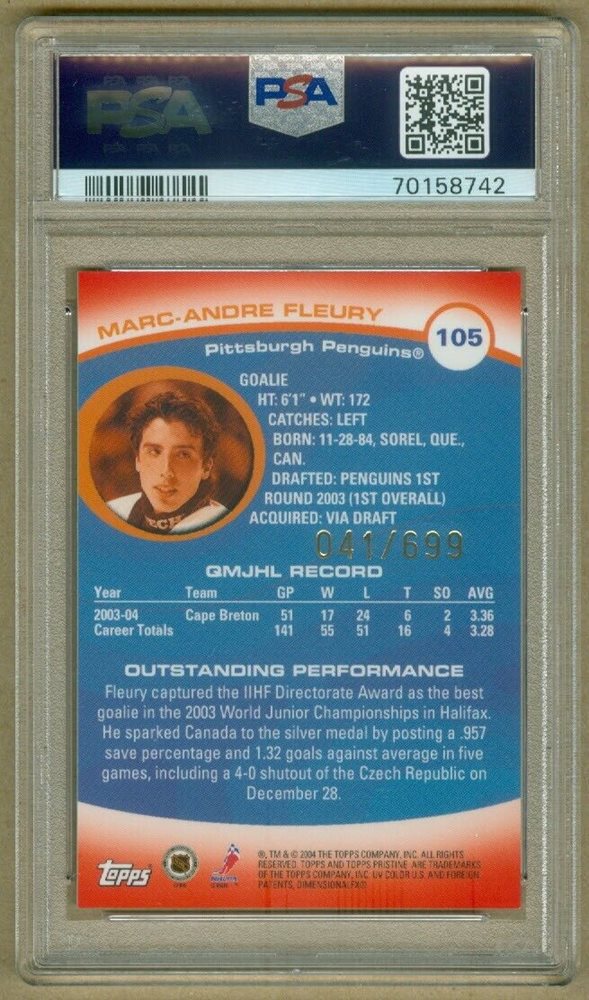 PSA
PSA
70158742
MARC-ANDRE FLEURY
105
Pittsburgh Penguins®
GOALIE
HT: 6'1" • WT: 172
CATCHES: LEFT
BORN: 11-28-84, SOREL, QUE.,
CAN.
DRAFTED: PENGUINS 1ST
ROUND 2003 (1ST OVERALL)
ACQUIRED: VIA DRAFT
041/699
QMJHL RECORD
Year Team GP W L T SO AVG
2003-04 Cape Breton 51 17 24 6 2 3.36
Career Totals 141 55 51 16 4 3.28
OUTSTANDING PERFORMANCE
Fleury captured the IIHF Directorate Award as the best
goalie in the 2003 World Junior Championships in Halifax.
He sparked Canada to the silver medal by posting a .957
save percentage and 1.32 goals against average in five
games, including a 4-0 shutout of the Czech Republic on
December 28.
Topps
®, TM & © 2004 THE TOPPS COMPANY, INC. ALL RIGHTS
RESERVED. TOPPS AND TOPPS PRISTINE ARE TRADEMARKS
OF THE TOPPS COMPANY, INC. UV COLOR U.S. AND FOREIGN
PATENTS, DIMENSIONALFX®